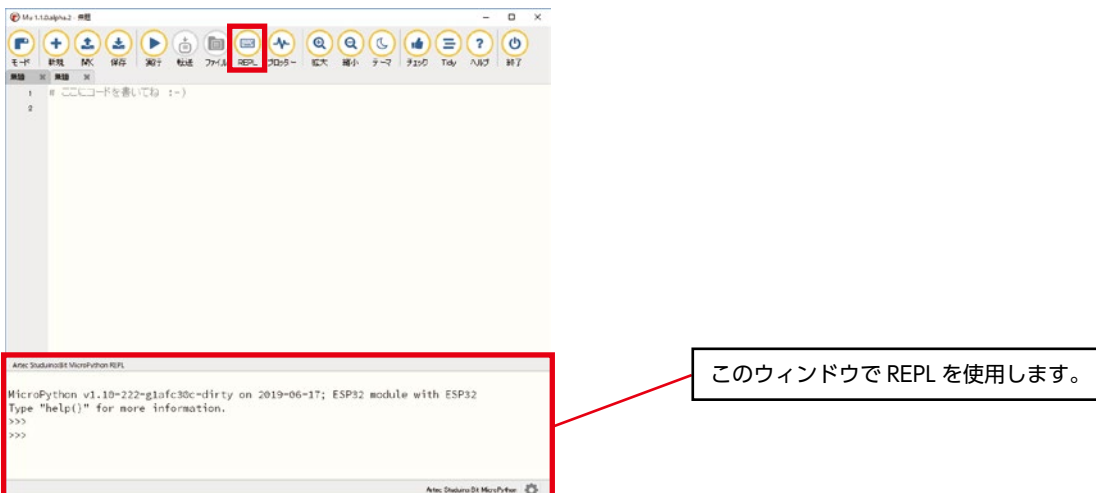 Mu 1.1.0.alpha.2 - 無題
モード 新規 開く 保存 実行 転送 ファイル REPL プロッター 拡大 縮小 テーマ チェック Tidy ヘルプ 終了
無題 無題
1 # ここにコードを書いてね :-)
2
Artec Studuino:Bit MicroPython REPL
MicroPython v1.10-222-g1afc30c-dirty on 2019-06-17; ESP32 module with ESP32
Type "help()" for more information.
>>>
>>>
このウィンドウで REPL を使用します。
Artec Studuino:Bit MicroPython